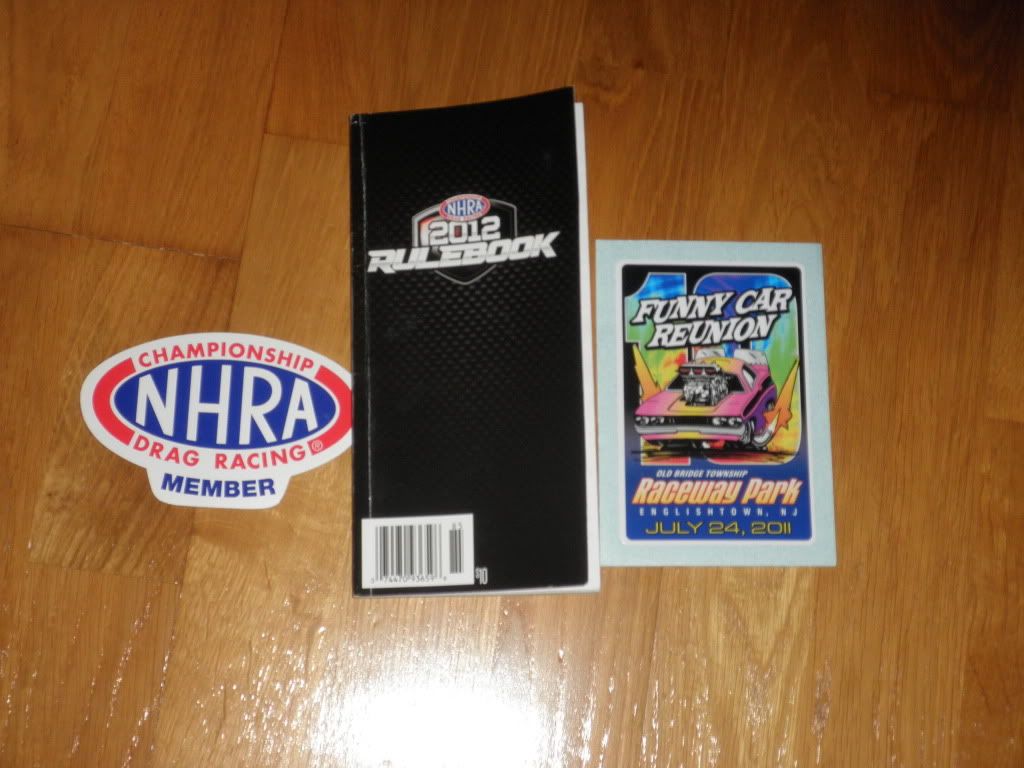 CHAMPIONSHIP
NHRA
DRAG RACING®
MEMBER
NHRA
2012
RULEBOOK
$10
10
FUNNY CAR
REUNION
OLD BRIDGE TOWNSHIP
Raceway Park
ENGLISHTOWN, NJ
JULY 24, 2011